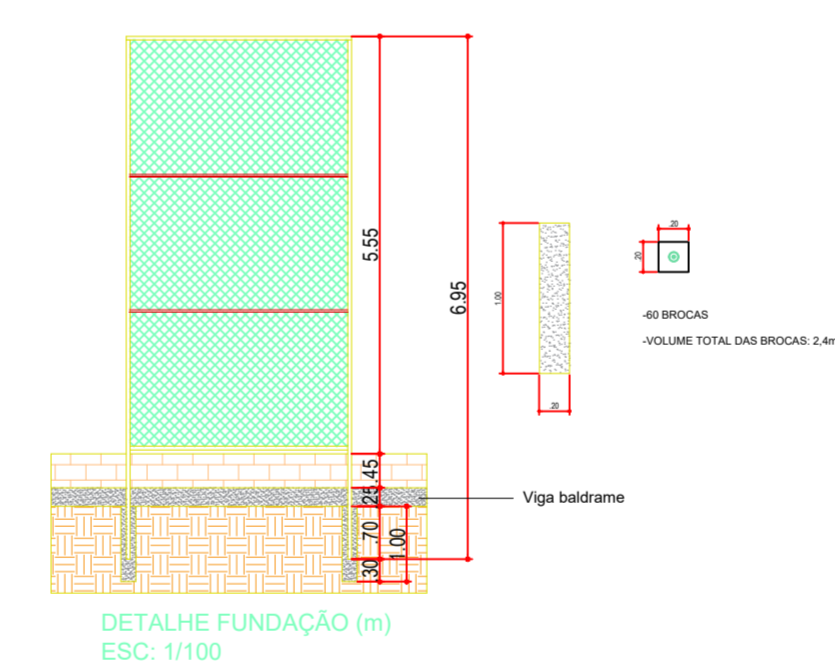 5.55
6.95
.45
.25
.70
1.00
.30
1.00
.20
.20
.20
-60 BROCAS
-VOLUME TOTAL DAS BROCAS: 2,4m
Viga baldrame
DETALHE FUNDAÇÃO (m)
ESC: 1/100